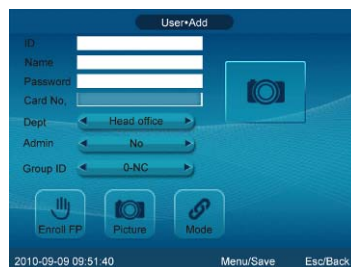 User•Add
ID
Name
Password
Card No,
Dept Head office
Admin No
Group ID 0-NC
Enroll FP Picture Mode
2010-09-09 09:51:40 Menu/Save Esc/Back